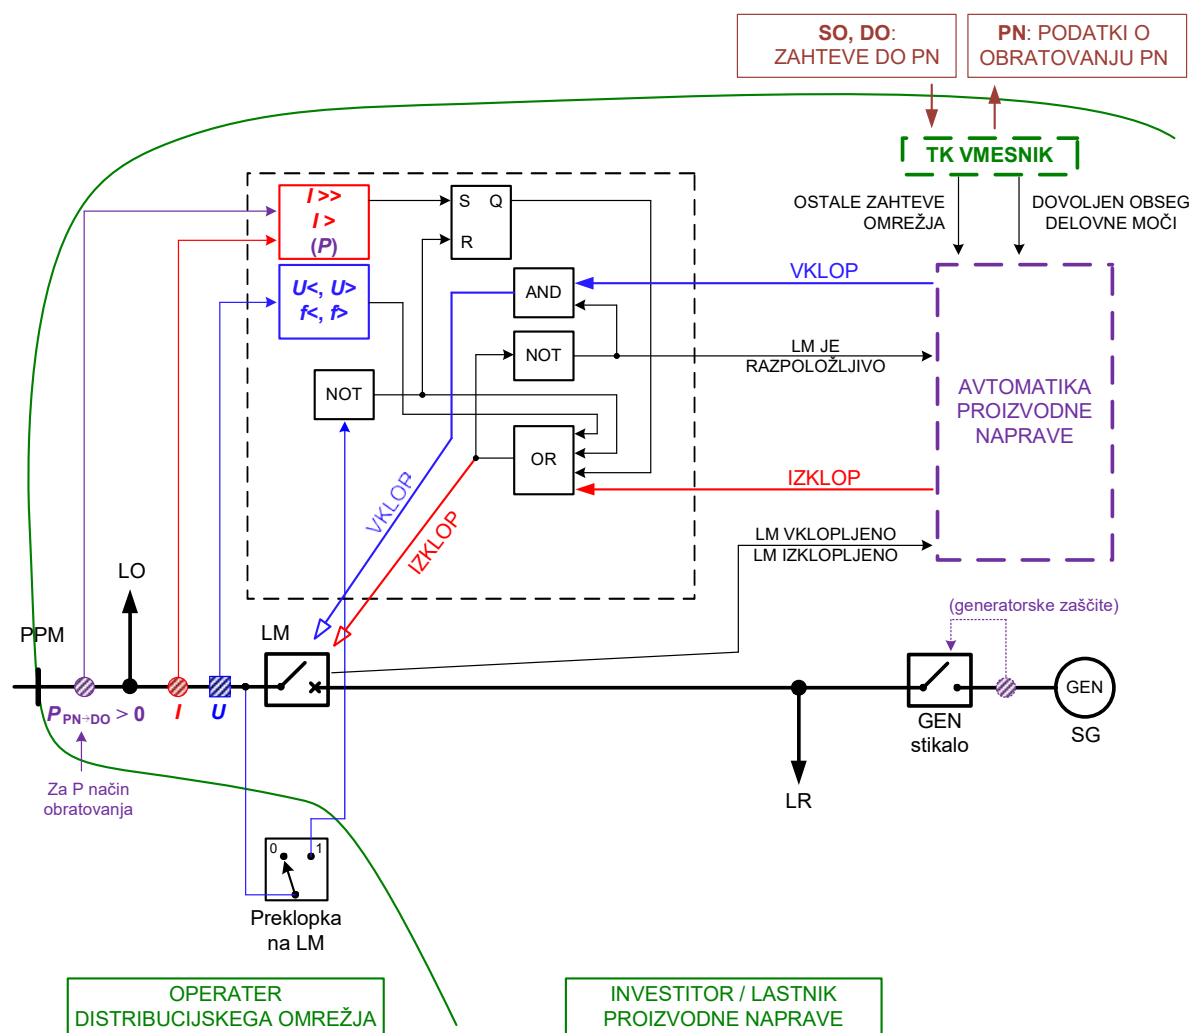 SO, DO:
ZAHTEVE DO PN
PN: PODATKI O
OBRATOVANJU PN
TK VMESNIK
OSTALE ZAHTEVE
OMREŽJA
DOVOLJEN OBSEG
DELOVNE MOČI
I >>
I >
(P)
S
Q
R
U<, U>
f<, f>
AND
VKLOP
NOT
LM JE
RAZPOLOŽLJIVO
NOT
AVTOMATIKA
PROIZVODNE
NAPRAVE
OR
IZKLOP
VKLOP
IZKLOP
LM VKLOPLJENO
LM IZKLOPLJENO
LO
PPM
LM
(generatorske zaščite)
GEN
P PN→DO > 0
I
U
GEN
stikalo
SG
LR
Za P način
obratovanja
0
1
Preklopka
na LM
OPERATER
DISTRIBUCIJSKEGA OMREŽJA
INVESTITOR / LASTNIK
PROIZVODNE NAPRAVE